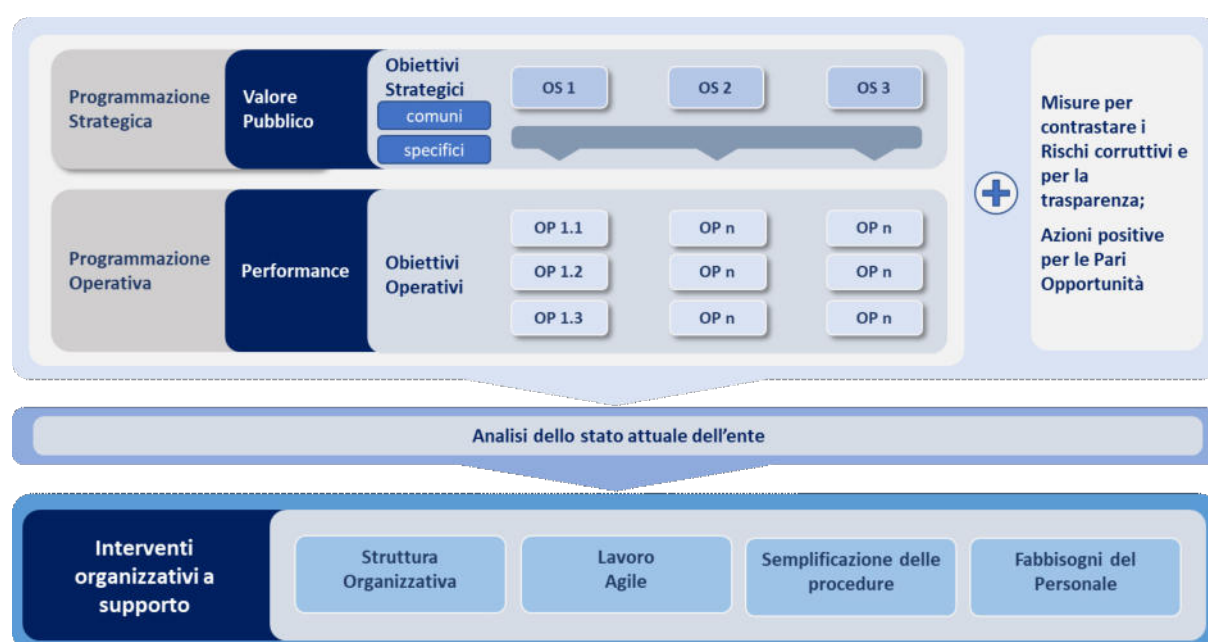 Programmazione
Strategica
Valore
Pubblico
Obiettivi
Strategici
comuni
specifici
OS 1
OS 2
OS 3
Programmazione
Operativa
Performance
Obiettivi
Operativi
OP 1.1
OP n
OP n
OP 1.2
OP n
OP n
OP 1.3
OP n
OP n
Misure per
contrastare i
Rischi corruttivi e
per la
trasparenza;
Azioni positive
per le Pari
Opportunità
Analisi dello stato attuale dell'ente
Interventi
organizzativi a
supporto
Struttura
Organizzativa
Lavoro
Agile
Semplificazione delle
procedure
Fabbisogni del
Personale